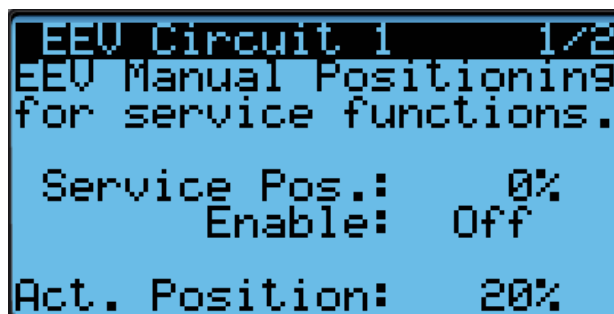 EEV Circuit 1 1/2
EEV Manual Positioning
for service functions.
Service Pos.: 0%
Enable: Off
Act. Position: 20%